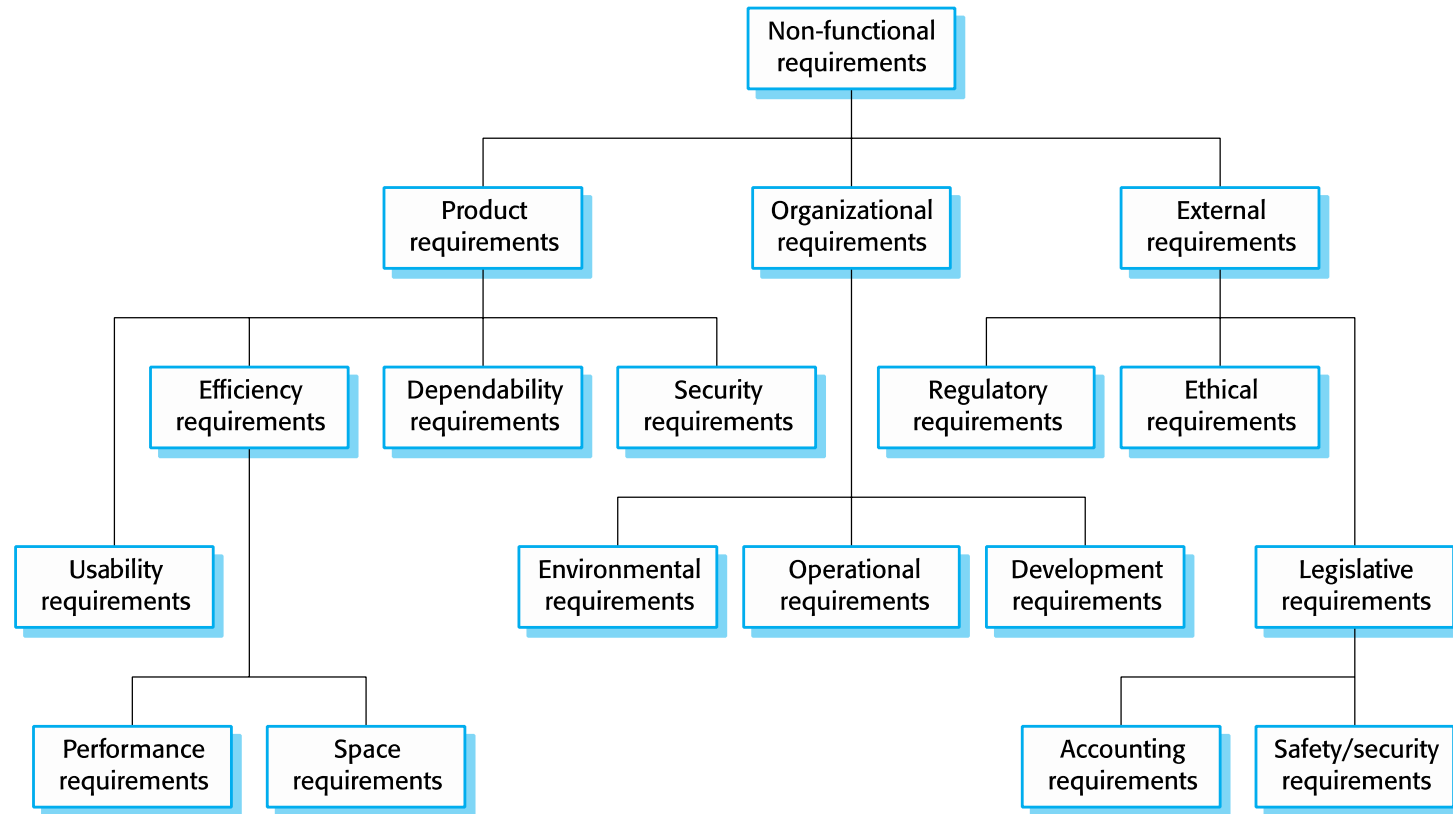 Non-functional
requirements
Product
requirements
Organizational
requirements
External
requirements
Efficiency
requirements
Dependability
requirements
Security
requirements
Regulatory
requirements
Ethical
requirements
Usability
requirements
Environmental
requirements
Operational
requirements
Development
requirements
Legislative
requirements
Performance
requirements
Space
requirements
Accounting
requirements
Safety/security
requirements